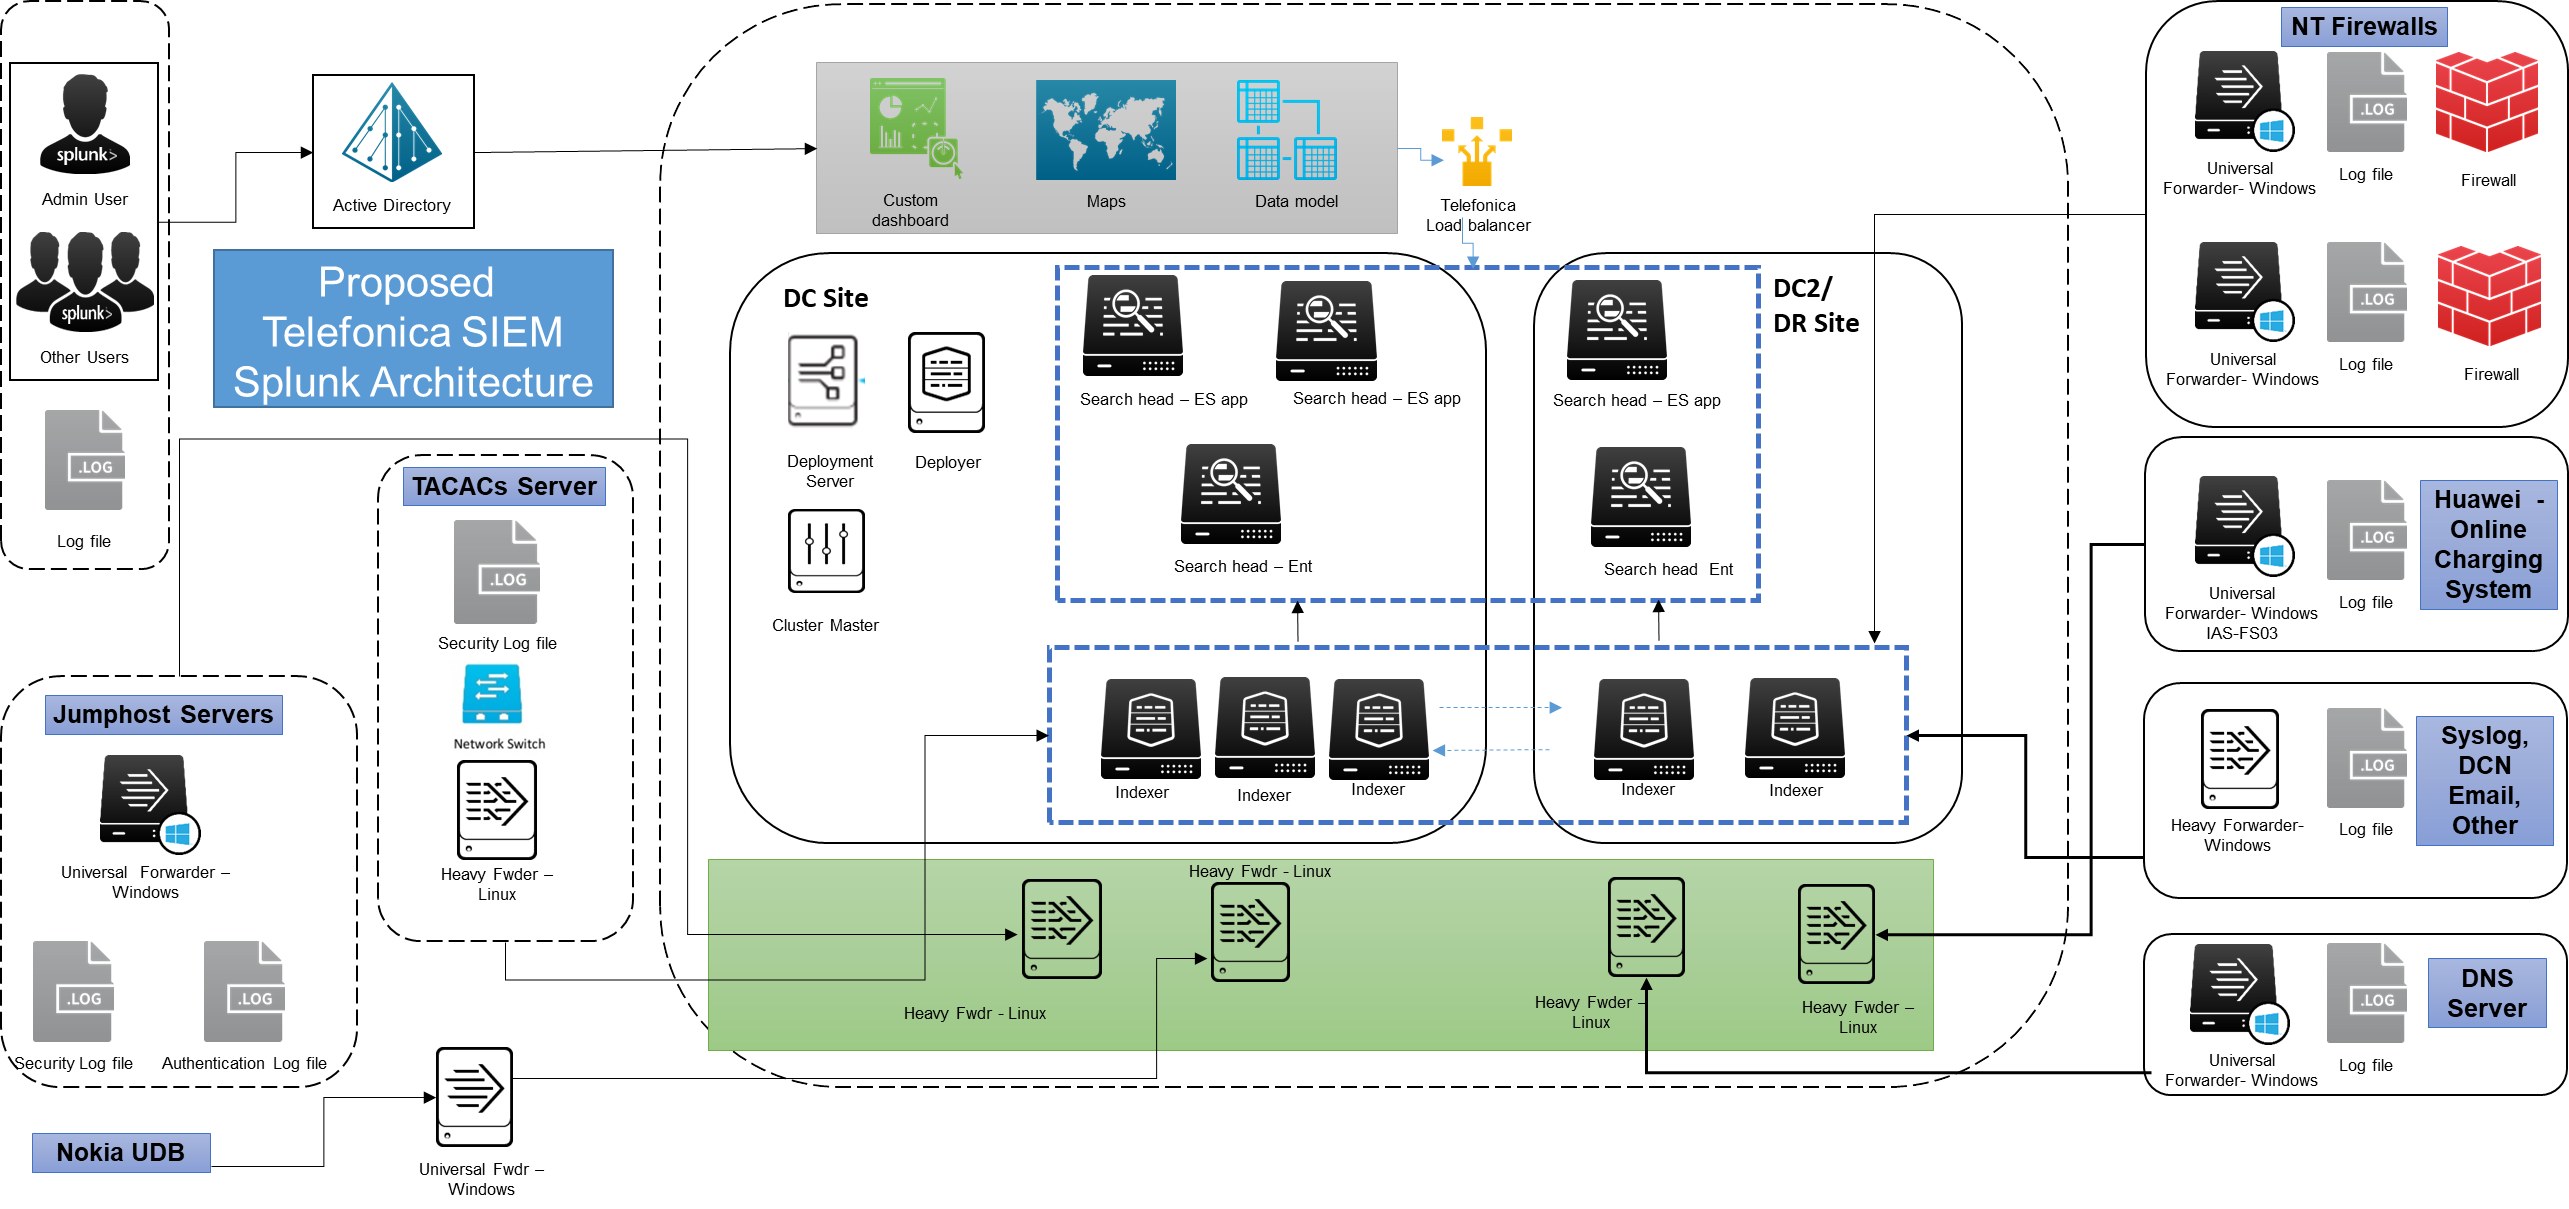 splunk>
Admin User
splunk>
Other Users
.LOG
Log file
Active Directory
Proposed
Telefonica SIEM
Splunk Architecture
Custom
dashboard
Maps
Data model
Telefonica
Load balancer
DC Site
Deployment
Server
Deployer
Cluster Master
Search head – ES app
Search head – ES app
Search head – Ent
DC2/
DR Site
Search head – ES app
Search head Ent
Indexer
Indexer
Indexer
Indexer
Indexer
TACACs Server
.LOG
Security Log file
Network Switch
Heavy Fwder –
Linux
Jumphost Servers
Universal Forwarder –
Windows
.LOG
Security Log file
.LOG
Authentication Log file
Nokia UDB
Universal Fwdr –
Windows
Heavy Fwdr - Linux
Heavy Fwdr - Linux
Heavy Fwder –
Linux
Heavy Fwder –
Linux
NT Firewalls
Universal
Forwarder- Windows
.LOG
Log file
Firewall
Universal
Forwarder- Windows
.LOG
Log file
Firewall
Universal
Forwarder- Windows
IAS-FS03
.LOG
Log file
Huawei -
Online
Charging
System
Heavy Forwarder-
Windows
.LOG
Log file
Syslog,
DCN
Email,
Other
Universal
Forwarder- Windows
.LOG
Log file
DNS
Server